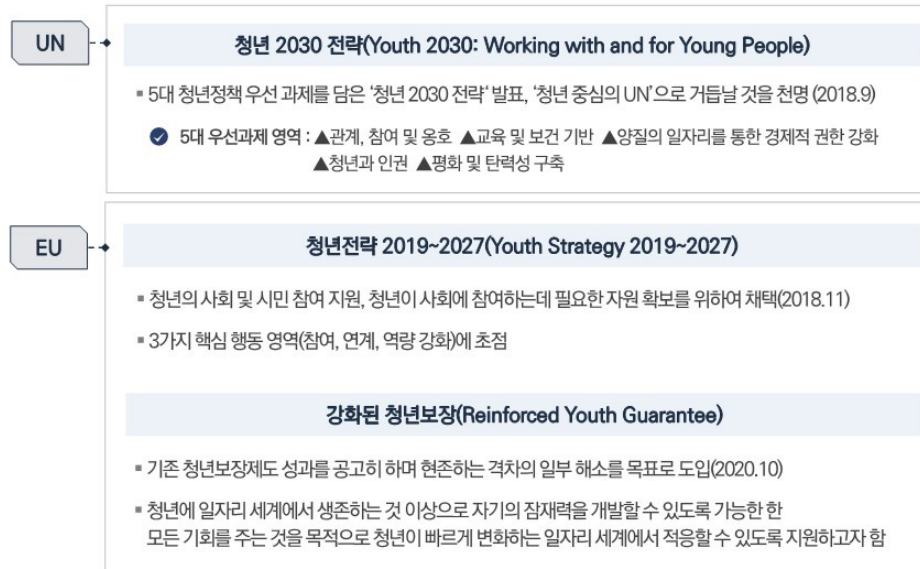 UN
청년 2030 전략(Youth 2030: Working with and for Young People)
▪ 5대 청년정책 우선 과제를 담은 ‘청년 2030 전략‘ 발표, ‘청년 중심의 UN’으로 거듭날 것을 천명 (2018.9)
5대 우선과제 영역 : ▲관계, 참여 및 옹호 ▲교육 및 보건 기반 ▲양질의 일자리를 통한 경제적 권한 강화
▲청년과 인권 ▲평화 및 탄력성 구축
EU
청년전략 2019~2027(Youth Strategy 2019~2027)
▪ 청년의 사회 및 시민 참여 지원, 청년이 사회에 참여하는데 필요한 자원 확보를 위하여 채택(2018.11)
▪ 3가지 핵심 행동 영역(참여, 연계, 역량 강화)에 초점
강화된 청년보장(Reinforced Youth Guarantee)
▪ 기존 청년보장제도 성과를 공고히 하며 현존하는 격차의 일부 해소를 목표로 도입(2020.10)
▪ 청년에 일자리 세계에서 생존하는 것 이상으로 자기의 잠재력을 개발할 수 있도록 가능한 한
모든 기회를 주는 것을 목적으로 청년이 빠르게 변화하는 일자리 세계에서 적응할 수 있도록 지원하고자 함